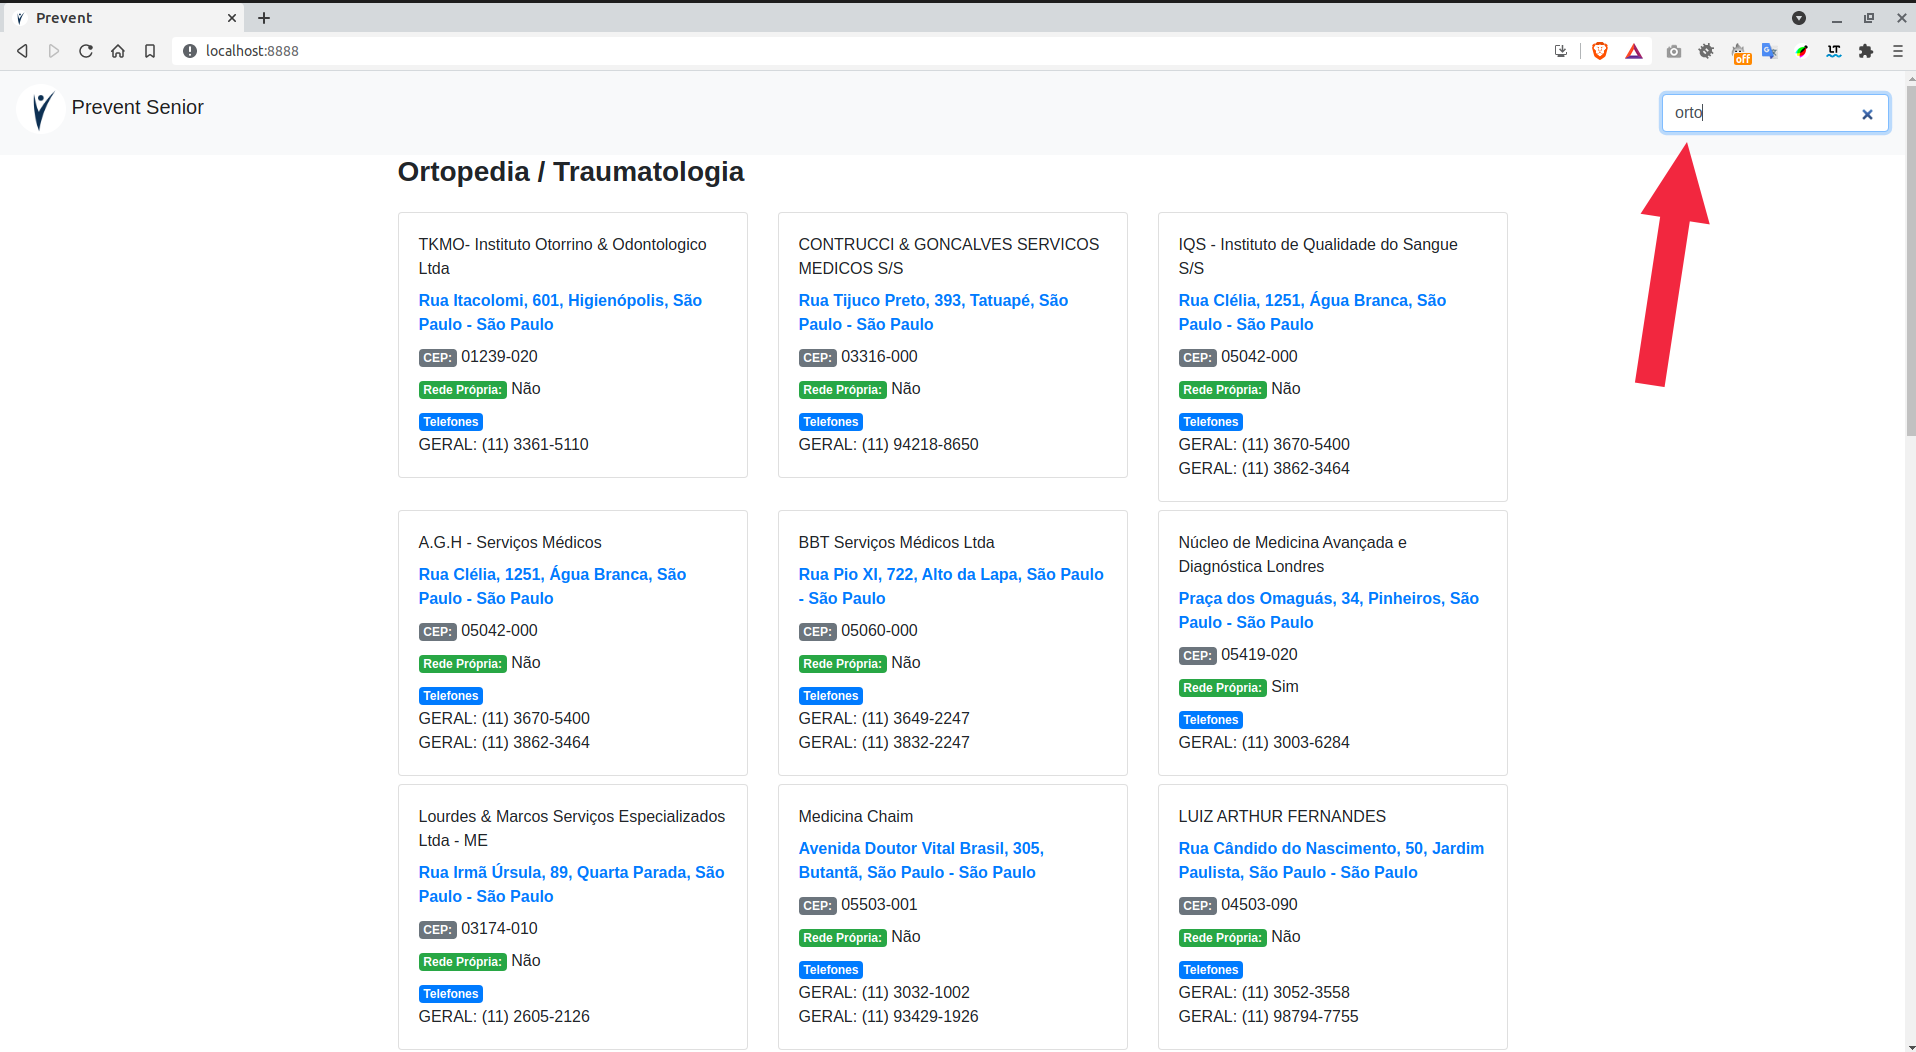 Prevent
localhost:8888
off
LT
Prevent Senior
orto
Ortopedia / Traumatologia
TKMO- Instituto Otorrino & Odontologico
Ltda
Rua Itacolomi, 601, Higienópolis, São
Paulo - São Paulo
CEP: 01239-020
Rede Própria: Não
Telefones
GERAL: (11) 3361-5110
CONTRUCCI & GONCALVES SERVICOS
MEDICOS S/S
Rua Tijuco Preto, 393, Tatuapé, São
Paulo - São Paulo
CEP: 03316-000
Rede Própria: Não
Telefones
GERAL: (11) 94218-8650
IQS - Instituto de Qualidade do Sangue
S/S
Rua Clélia, 1251, Água Branca, São
Paulo - São Paulo
CEP: 05042-000
Rede Própria: Não
Telefones
GERAL: (11) 3670-5400
GERAL: (11) 3862-3464
A.G.H - Serviços Médicos
Rua Clélia, 1251, Água Branca, São
Paulo - São Paulo
CEP: 05042-000
Rede Própria: Não
Telefones
GERAL: (11) 3670-5400
GERAL: (11) 3862-3464
BBT Serviços Médicos Ltda
Rua Pio XI, 722, Alto da Lapa, São Paulo
- São Paulo
CEP: 05060-000
Rede Própria: Não
Telefones
GERAL: (11) 3649-2247
GERAL: (11) 3832-2247
Núcleo de Medicina Avançada e
Diagnóstica Londres
Praça dos Omaguás, 34, Pinheiros, São
Paulo - São Paulo
CEP: 05419-020
Rede Própria: Sim
Telefones
GERAL: (11) 3003-6284
Lourdes & Marcos Serviços Especializados
Ltda - ME
Rua Irmã Úrsula, 89, Quarta Parada, São
Paulo - São Paulo
CEP: 03174-010
Rede Própria: Não
Telefones
GERAL: (11) 2605-2126
Medicina Chaim
Avenida Doutor Vital Brasil, 305,
Butantã, São Paulo - São Paulo
CEP: 05503-001
Rede Própria: Não
Telefones
GERAL: (11) 3032-1002
GERAL: (11) 93429-1926
LUIZ ARTHUR FERNANDES
Rua Cândido do Nascimento, 50, Jardim
Paulista, São Paulo - São Paulo
CEP: 04503-090
Rede Própria: Não
Telefones
GERAL: (11) 3052-3558
GERAL: (11) 98794-7755